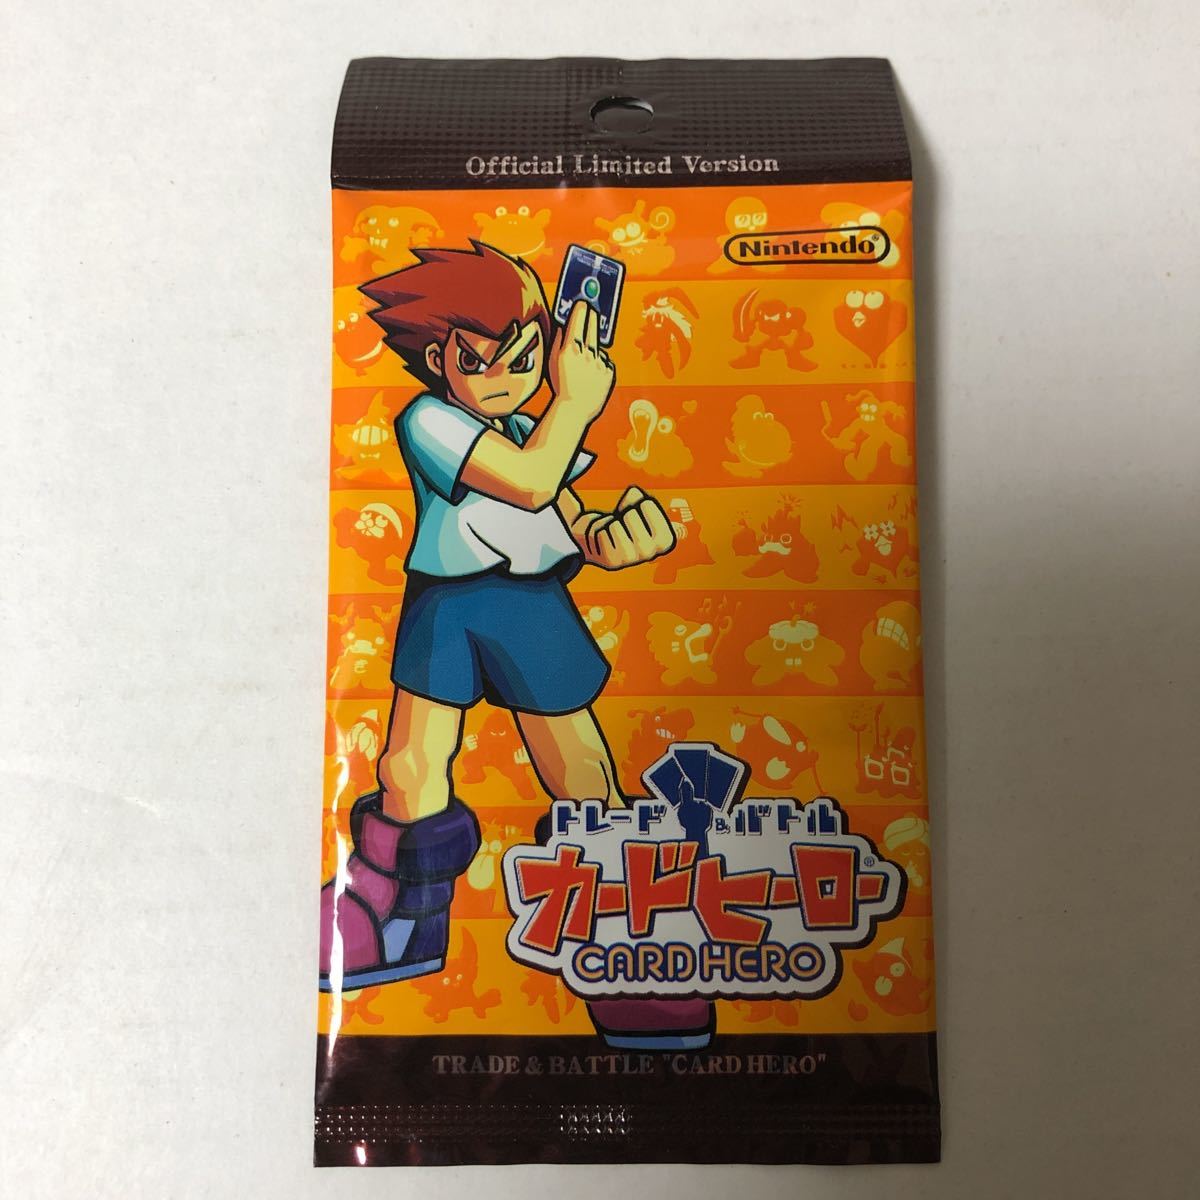 Official Limited Version
Nintendo®
トレード&バトル
カードヒーロー®
CARD HERO
TRADE & BATTLE "CARD HERO"